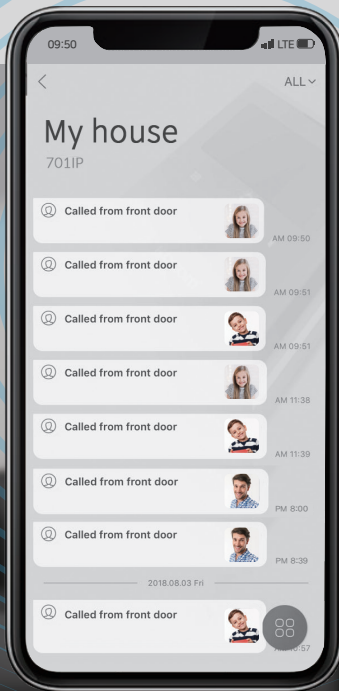 09:50 LTE
ALL
My house
701IP
Called from front door
AM 09:50
Called from front door
AM 09:51
Called from front door
AM 09:51
Called from front door
AM 11:38
Called from front door
AM 11:39
Called from front door
PM 8:00
Called from front door
PM 8:39
2018.08.03 Fri
Called from front door